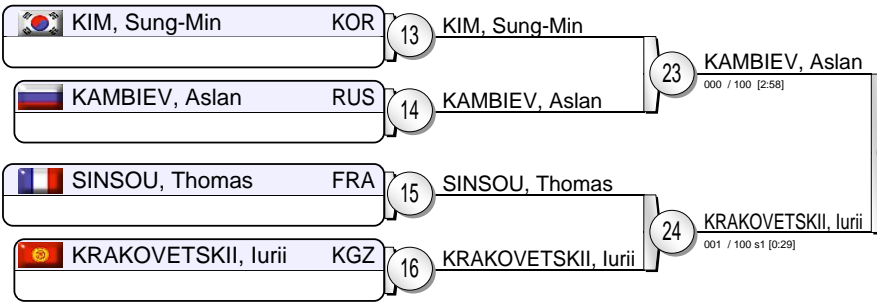 KIM, Sung-Min KOR 13 KIM, Sung-Min
23 KAMBIEV, Aslan
000 / 100 [2:58]
KAMBIEV, Aslan RUS 14 KAMBIEV, Aslan
SINSOU, Thomas FRA 15 SINSOU, Thomas
24 KRAKOVETSKII, Iurii
001 / 100 s1 [0:29]
KRAKOVETSKII, Iurii KGZ 16 KRAKOVETSKII, Iurii